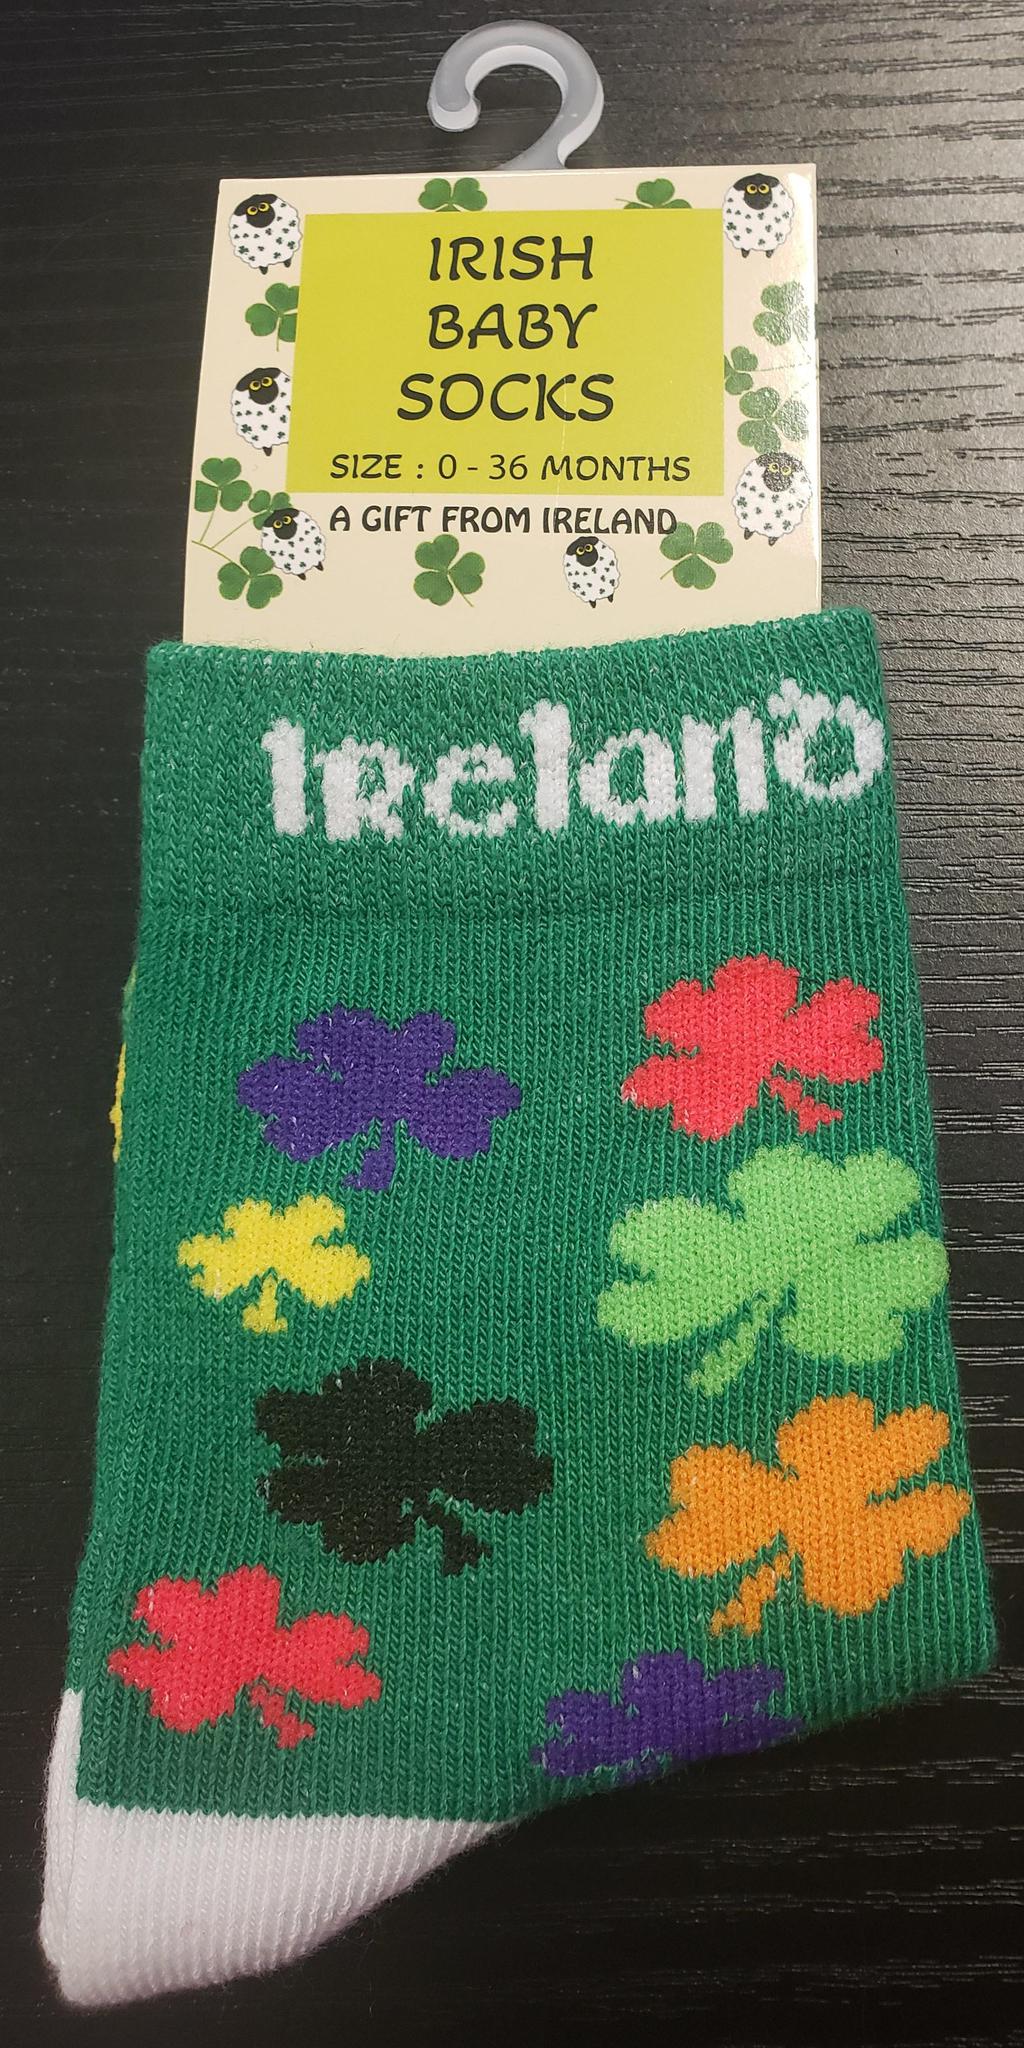 IRISH
BABY
SOCKS
SIZE : 0 - 36 MONTHS
A GIFT FROM IRELAND
Ireland